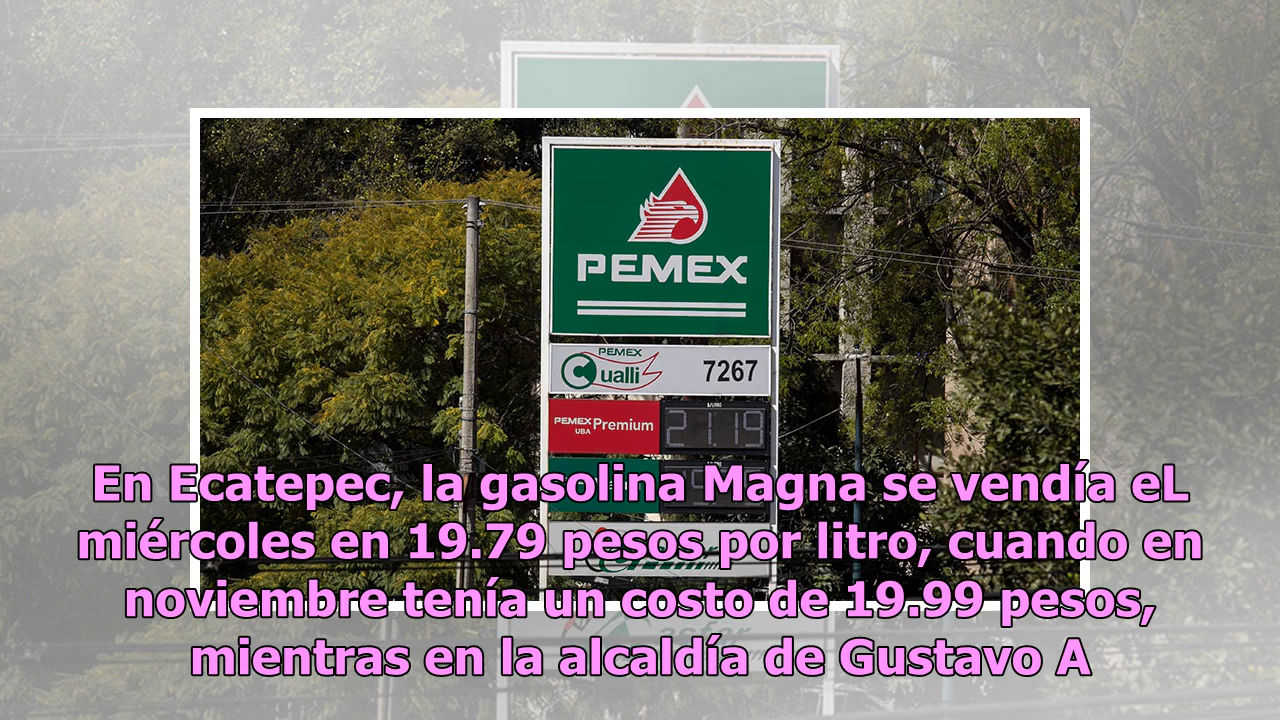 PEMEX
PEMEX
Cualli
7267
$/LITRO
PEMEX Premium
UBA
21.19
En Ecatepec, la gasolina Magna se vendía eL
miércoles en 19.79 pesos por litro, cuando en
noviembre tenía un costo de 19.99 pesos,
mientras en la alcaldía de Gustavo A